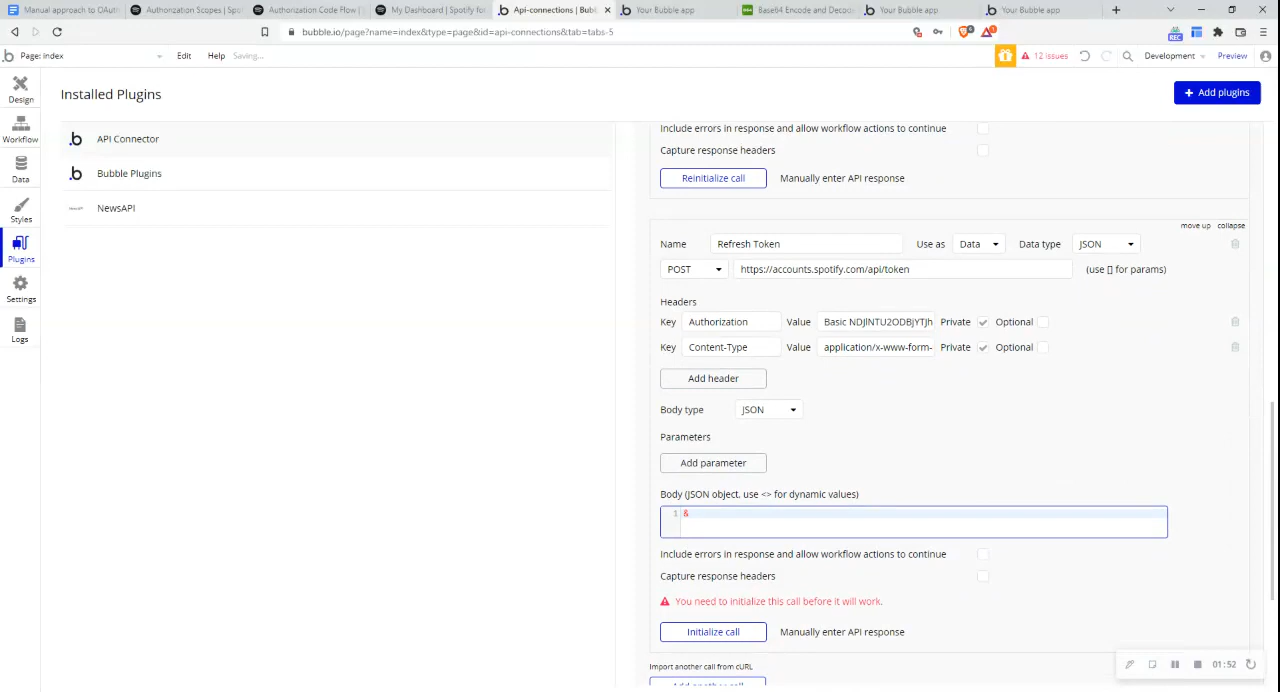 Manual approach to OAuth
Authorization Scopes | Spot
Authorization Code Flow |
My Dashboard | Spotify for
Api-connections | Bubb
Your Bubble app
Base64 Encode and Decod
Your Bubble app
Your Bubble app
bubble.io/page?name=index&type=page&id=api-connections&tab=tabs-5
REC
Page: index
Edit
Help
Saving...
12 issues
Development
Preview
Design
Workflow
Data
Styles
Plugins
Settings
Logs
Installed Plugins
+ Add plugins
API Connector
Bubble Plugins
NewsAPI
Include errors in response and allow workflow actions to continue
Capture response headers
Reinitialize call
Manually enter API response
move up collapse
Name Refresh Token Use as Data Data type JSON
POST https://accounts.spotify.com/api/token (use [] for params)
Headers
Key Authorization Value Basic NDJlNTU2ODBjYTJh Private Optional
Key Content-Type Value application/x-www-form- Private Optional
Add header
Body type JSON
Parameters
Add parameter
Body (JSON object, use <> for dynamic values)
1 &
Include errors in response and allow workflow actions to continue
Capture response headers
You need to initialize this call before it will work.
Initialize call
Manually enter API response
Import another call from cURL
Add another call
01:52